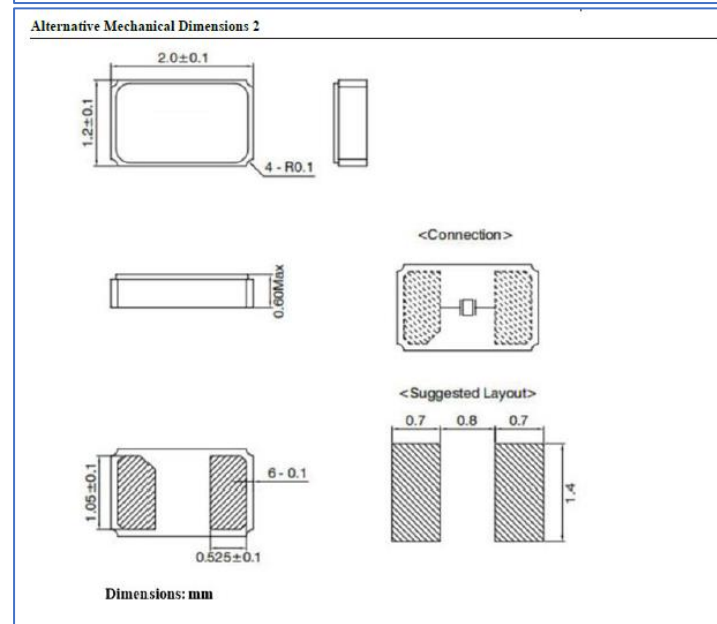 Alternative Mechanical Dimensions 2
2.0±0.1
1.2±0.1
4 - R0.1
<Connection>
0.60Max
<Suggested Layout>
0.7 0.8 0.7
1.05±0.1
6 - 0.1
1.4
0.525±0.1
Dimensions: mm